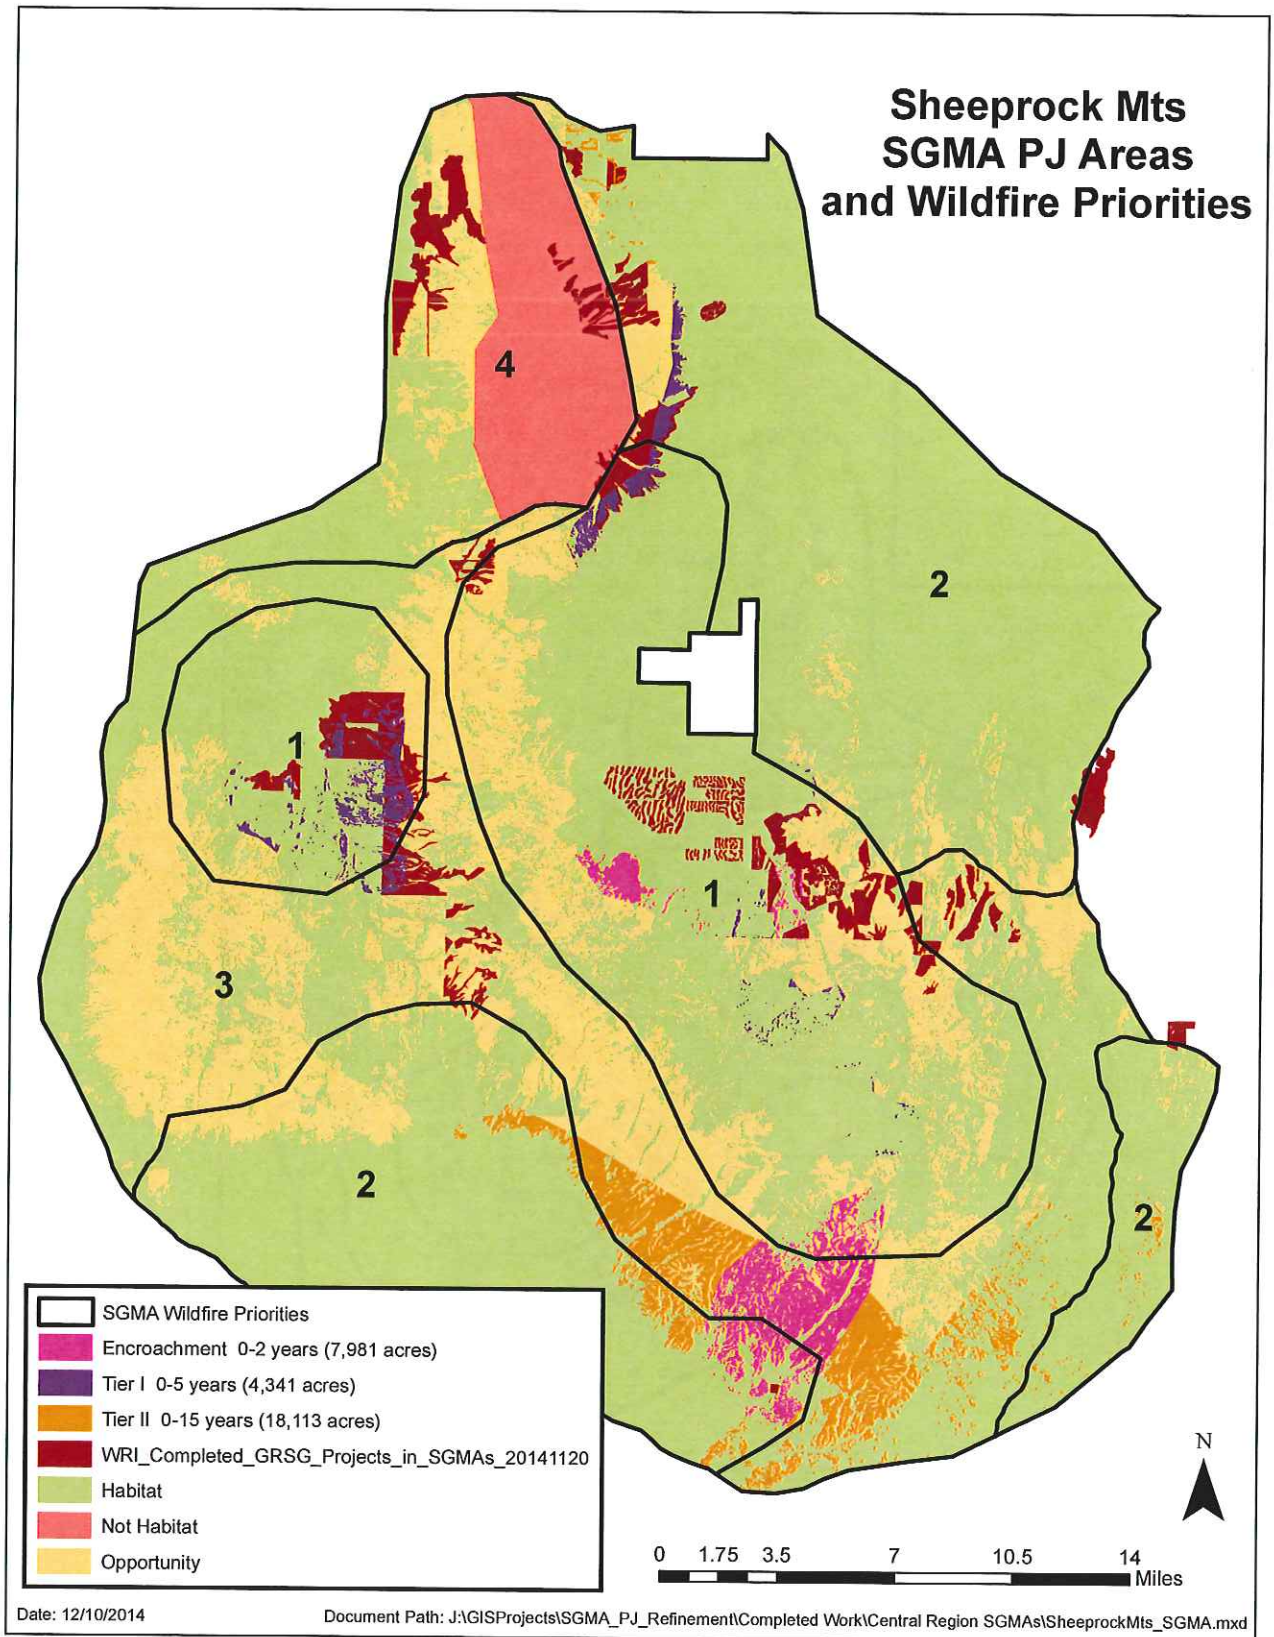 Sheeprock Mts
SGMA PJ Areas
and Wildfire Priorities
4
2
1
1
3
2
2
SGMA Wildfire Priorities
Encroachment 0-2 years (7,981 acres)
Tier I 0-5 years (4,341 acres)
Tier II 0-15 years (18,113 acres)
WRI_Completed_GRSG_Projects_in_SGMAs_20141120
Habitat
Not Habitat
Opportunity
N
0 1.75 3.5 7 10.5 14
Miles
Date: 12/10/2014
Document Path: J:\GISProjects\SGMA_PJ_Refinement\Completed Work\Central Region SGMAs\SheeprockMts_SGMA.mxd